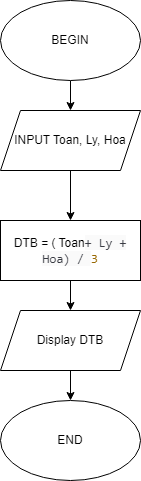 BEGIN
INPUT Toan, Ly, Hoa
DTB = ( Toan+ Ly +
Hoa) / 3
Display DTB
END